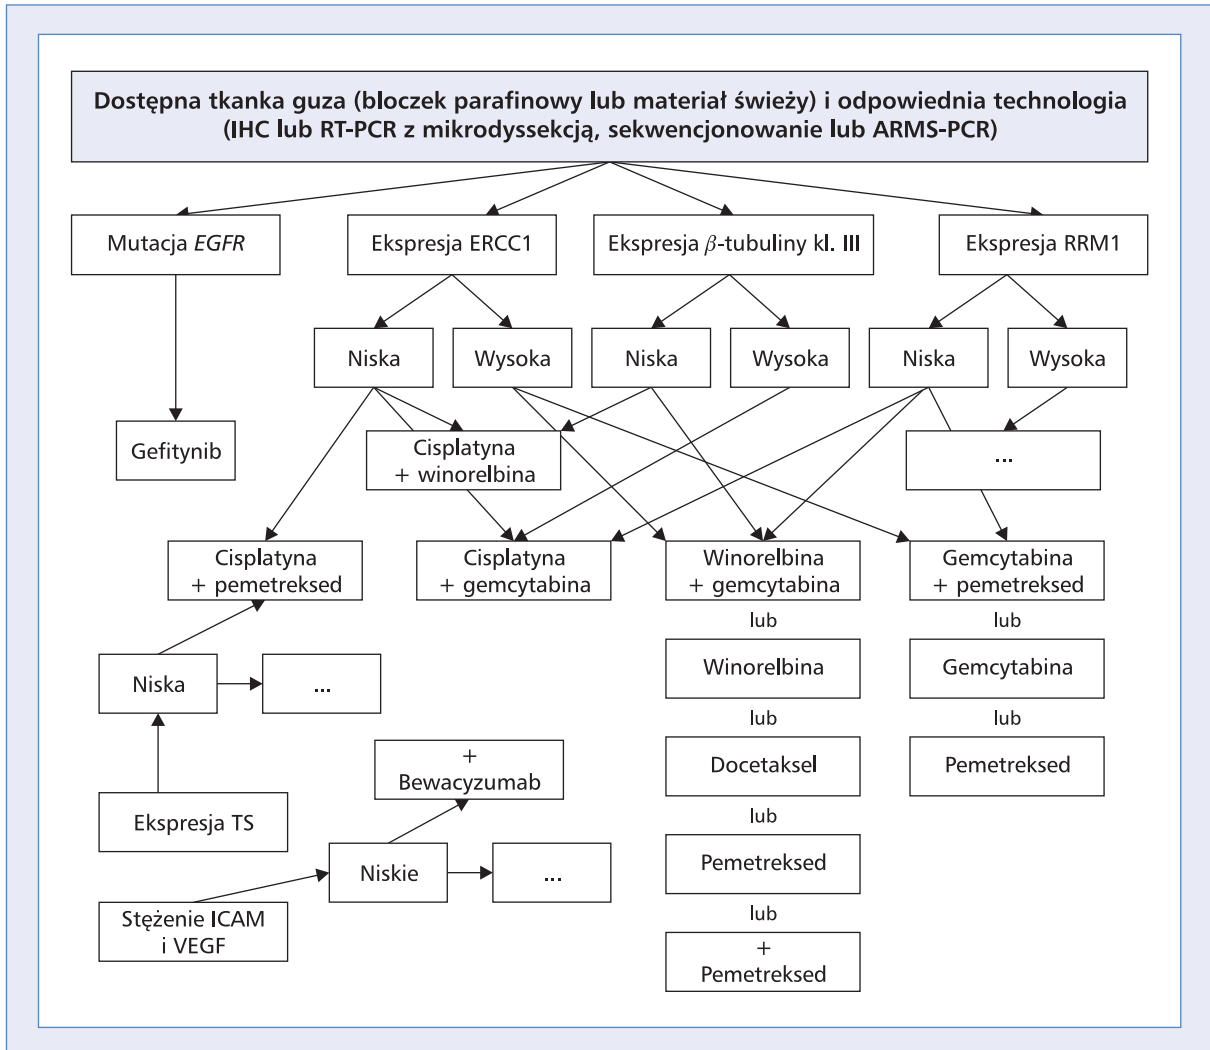 Dostępna tkanka guza (bloczek parafinowy lub materiał świeży) i odpowiednia technologia
(IHC lub RT-PCR z mikrodyssekcją, sekwencjonowanie lub ARMS-PCR)
Mutacja EGFR
Ekspresja ERCC1
Ekspresja β-tubuliny kl. III
Ekspresja RRM1
Niska
Wysoka
Niska
Wysoka
Niska
Wysoka
Gefitynib
Cisplatyna
+ winorelbina
...
Cisplatyna
+ pemetreksed
Cisplatyna
+ gemcytabina
Winorelbina
+ gemcytabina
Gemcytabina
+ pemetreksed
lub
lub
Niska
...
Winorelbina
Gemcytabina
lub
lub
+
Bewacyzumab
Docetaksel
Pemetreksed
Ekspresja TS
lub
Niskie
...
Pemetreksed
Stężenie ICAM
i VEGF
lub
+
Pemetreksed